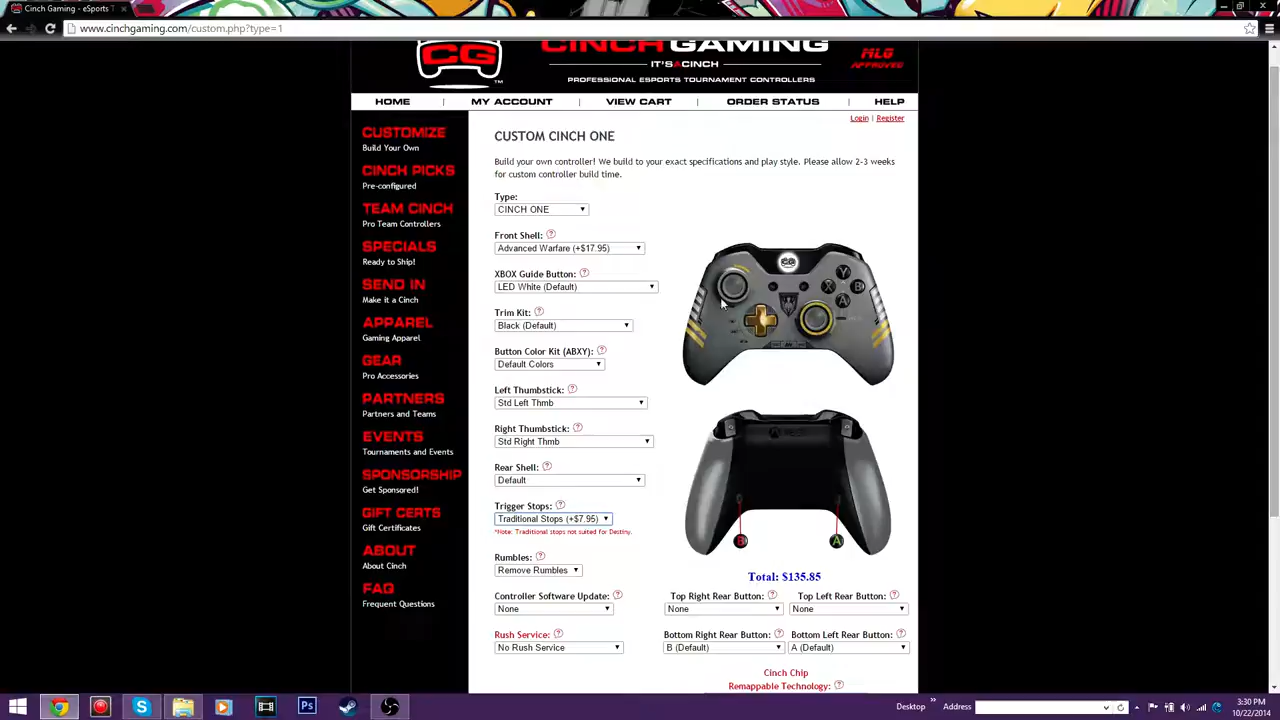 Cinch Gaming - eSports T
www.cinchgaming.com/custom.php?type=1
CG
TM
CINCH GAMING
IT'S A CINCH
PROFESSIONAL ESPORTS TOURNAMENT CONTROLLERS
MLG
APPROVED
HOME | MY ACCOUNT | VIEW CART | ORDER STATUS | HELP
Login | Register
CUSTOMIZE
Build Your Own
CINCH PICKS
Pre-configured
TEAM CINCH
Pro Team Controllers
SPECIALS
Ready to Ship!
SEND IN
Make it a Cinch
APPAREL
Gaming Apparel
GEAR
Pro Accessories
PARTNERS
Partners and Teams
EVENTS
Tournaments and Events
SPONSORSHIP
Get Sponsored!
GIFT CERTS
Gift Certificates
ABOUT
About Cinch
FAQ
Frequent Questions
CUSTOM CINCH ONE
Build your own controller! We build to your exact specifications and play style. Please allow 2-3 weeks
for custom controller build time.
Type:
CINCH ONE
Front Shell: ?
Advanced Warfare (+$17.95)
XBOX Guide Button: ?
LED White (Default)
Trim Kit: ?
Black (Default)
Button Color Kit (ABXY): ?
Default Colors
Left Thumbstick: ?
Std Left Thmb
Right Thumbstick: ?
Std Right Thmb
Rear Shell: ?
Default
Trigger Stops: ?
Traditional Stops (+$7.95)
*Note: Traditional stops not suited for Destiny.
Rumbles: ?
Remove Rumbles
Controller Software Update: ?
None
Rush Service: ?
No Rush Service
CG
Y
X B
A
B A
Total: $135.85
Top Right Rear Button: ? Top Left Rear Button: ?
None None
Bottom Right Rear Button: ? Bottom Left Rear Button: ?
B (Default) A (Default)
Cinch Chip
Remappable Technology: ?
Ps
Desktop » Address
3:30 PM
10/22/2014